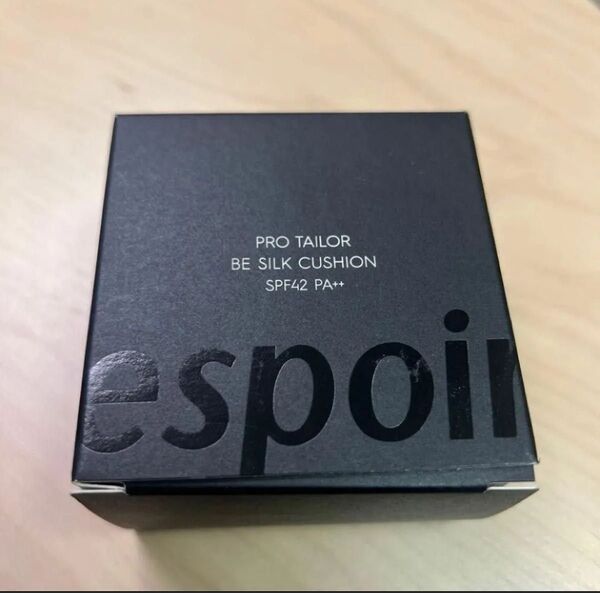 PRO TAILOR
BE SILK CUSHION
SPF42 PA++
espoir